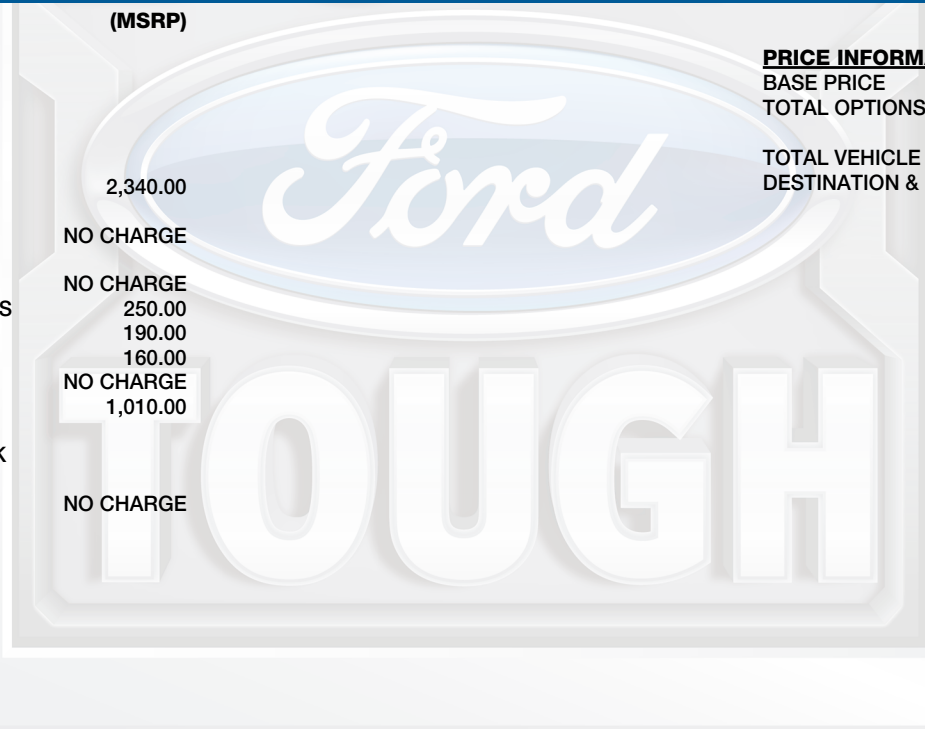 (MSRP)
2,340.00
NO CHARGE
NO CHARGE
S
250.00
190.00
160.00
NO CHARGE
1,010.00
K
NO CHARGE
PRICE INFORMA
BASE PRICE
TOTAL OPTIONS
TOTAL VEHICLE
DESTINATION &
Ford
TOUGH